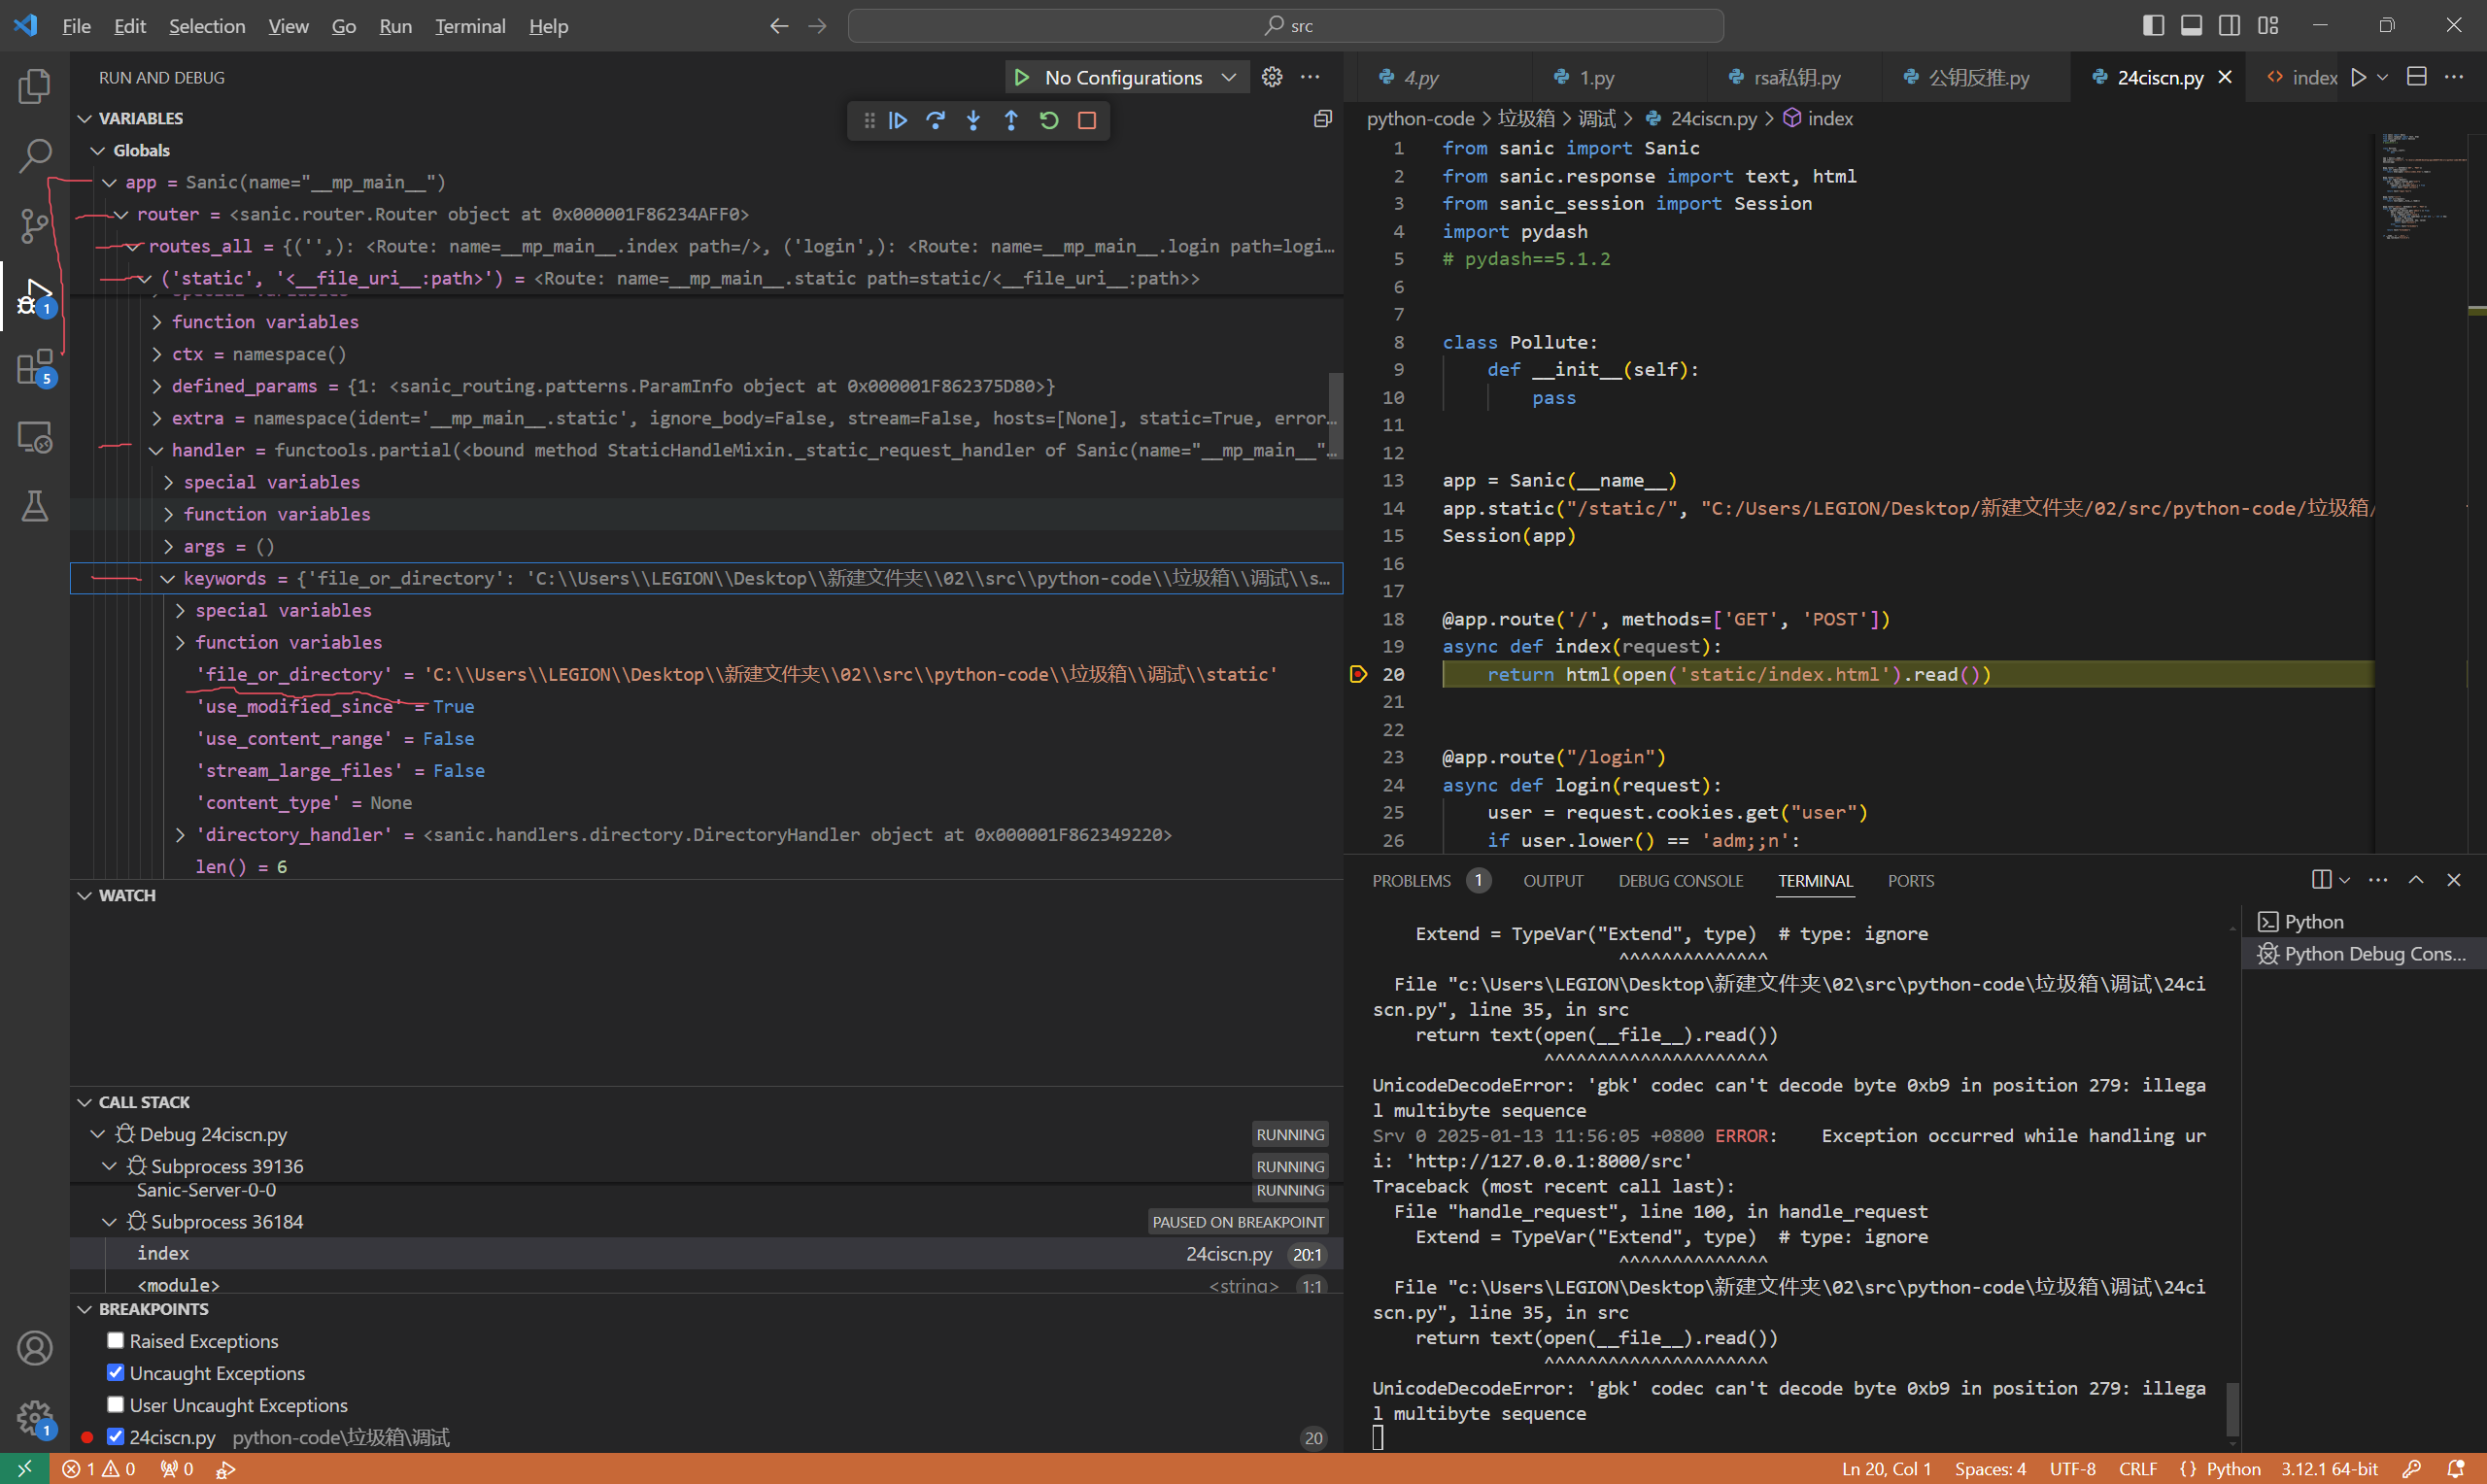 File Edit Selection View Go Run Terminal Help
src
RUN AND DEBUG
No Configurations
VARIABLES
Globals
app = Sanic(name="__mp_main__")
router = <sanic.router.Router object at 0x000001F86234AFF0>
routes_all = {('',): <Route: name=__mp_main__.index path=/>, ('login',): <Route: name=__mp_main__.login path=logi…
('static', '<__file_uri__:path>') = <Route: name=__mp_main__.static path=static/<__file_uri__:path>>
function variables
ctx = namespace()
defined_params = {1: <sanic_routing.patterns.ParamInfo object at 0x000001F862375D80>}
extra = namespace(ident='__mp_main__.static', ignore_body=False, stream=False, hosts=[None], static=True, error…
handler = functools.partial(<bound method StaticHandleMixin._static_request_handler of Sanic(name="__mp_main__"…
special variables
function variables
args = ()
keywords = {'file_or_directory': 'C:\\Users\\LEGION\\Desktop\\新建文件夹\\02\\src\\python-code\\垃圾箱\\调试\\s…
special variables
function variables
'file_or_directory' = 'C:\\Users\\LEGION\\Desktop\\新建文件夹\\02\\src\\python-code\\垃圾箱\\调试\\static'
'use_modified_since' = True
'use_content_range' = False
'stream_large_files' = False
'content_type' = None
'directory_handler' = <sanic.handlers.directory.DirectoryHandler object at 0x000001F862349220>
len() = 6
WATCH
CALL STACK
Debug 24ciscn.py RUNNING
Subprocess 39136 RUNNING
Sanic-Server-0-0 RUNNING
Subprocess 36184 PAUSED ON BREAKPOINT
index 24ciscn.py 20:1
<module> <string> 1:1
BREAKPOINTS
Raised Exceptions
Uncaught Exceptions
User Uncaught Exceptions
24ciscn.py python-code\垃圾箱\调试 20
1
5
1
4.py 1.py rsa私钥.py 公钥反推.py 24ciscn.py index
python-code > 垃圾箱 > 调试 > 24ciscn.py > index
1 from sanic import Sanic
2 from sanic.response import text, html
3 from sanic_session import Session
4 import pydash
5 # pydash==5.1.2
6
7
8 class Pollute:
9 def __init__(self):
10 pass
11
12
13 app = Sanic(__name__)
14 app.static("/static/", "C:/Users/LEGION/Desktop/新建文件夹/02/src/python-code/垃圾箱/
15 Session(app)
16
17
18 @app.route('/', methods=['GET', 'POST'])
19 async def index(request):
20 return html(open('static/index.html').read())
21
22
23 @app.route("/login")
24 async def login(request):
25 user = request.cookies.get("user")
26 if user.lower() == 'adm;;n':
PROBLEMS 1 OUTPUT DEBUG CONSOLE TERMINAL PORTS
Python
Python Debug Cons...
Extend = TypeVar("Extend", type) # type: ignore
^^^^^^^^^^^^^^
File "c:\Users\LEGION\Desktop\新建文件夹\02\src\python-code\垃圾箱\调试\24ci
scn.py", line 35, in src
return text(open(__file__).read())
^^^^^^^^^^^^^^^^^^^^^
UnicodeDecodeError: 'gbk' codec can't decode byte 0xb9 in position 279: illega
l multibyte sequence
Srv 0 2025-01-13 11:56:05 +0800 ERROR: Exception occurred while handling ur
i: 'http://127.0.0.1:8000/src'
Traceback (most recent call last):
File "handle_request", line 100, in handle_request
Extend = TypeVar("Extend", type) # type: ignore
^^^^^^^^^^^^^^
File "c:\Users\LEGION\Desktop\新建文件夹\02\src\python-code\垃圾箱\调试\24ci
scn.py", line 35, in src
return text(open(__file__).read())
^^^^^^^^^^^^^^^^^^^^^
UnicodeDecodeError: 'gbk' codec can't decode byte 0xb9 in position 279: illega
l multibyte sequence
1 0 0 Ln 20, Col 1 Spaces: 4 UTF-8 CRLF {} Python 3.12.1 64-bit